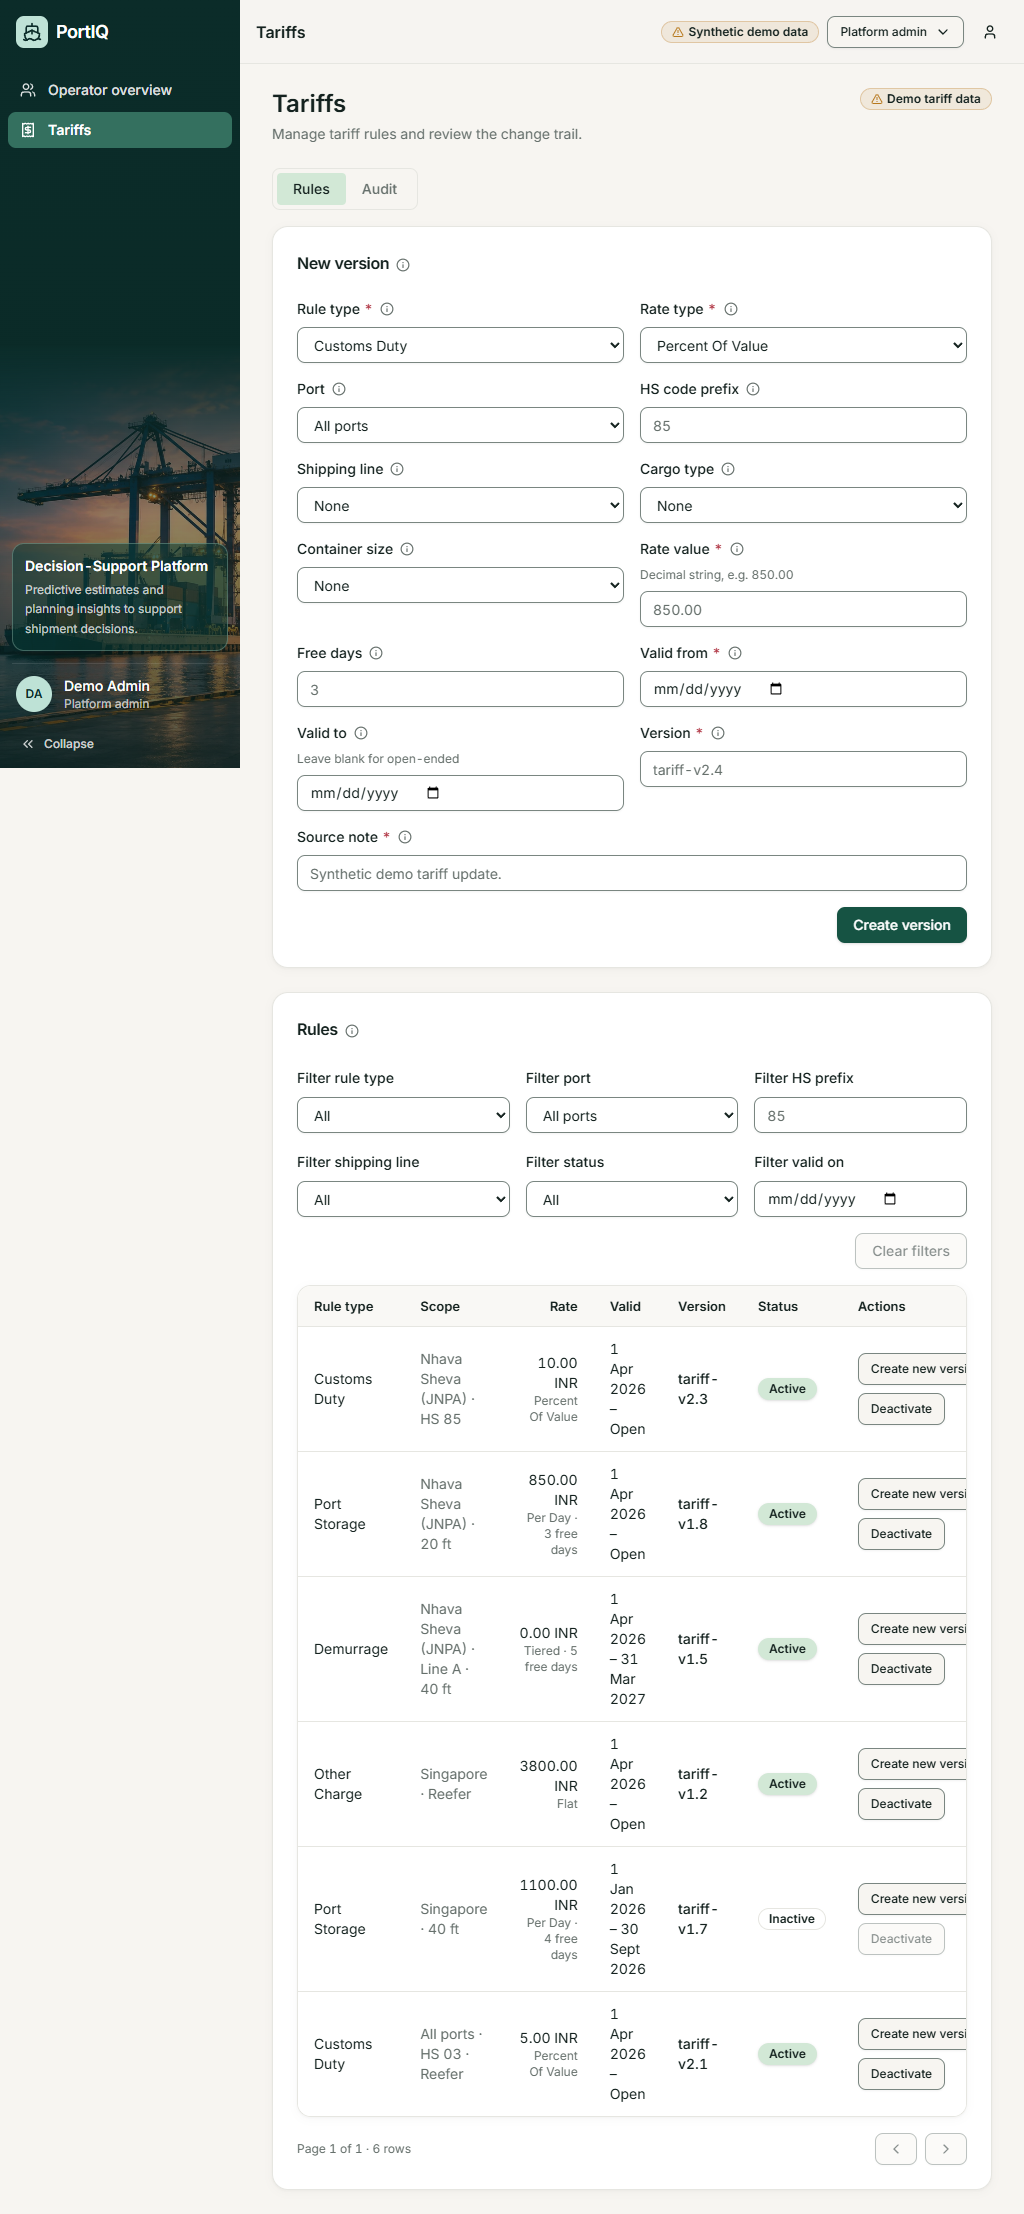 PortIQ
Operator overview
Tariffs
Decision-Support Platform
Predictive estimates and
planning insights to support
shipment decisions.
DA
Demo Admin
Platform admin
Collapse
Tariffs
Synthetic demo data
Platform admin
Tariffs
Demo tariff data
Manage tariff rules and review the change trail.
Rules
Audit
New version
Rule type *
Rate type *
Customs Duty
Percent Of Value
Port
HS code prefix
All ports
85
Shipping line
Cargo type
None
None
Container size
Rate value *
Decimal string, e.g. 850.00
None
850.00
Free days
Valid from *
3
mm/dd/yyyy
Valid to
Version *
Leave blank for open-ended
tariff-v2.4
mm/dd/yyyy
Source note *
Synthetic demo tariff update.
Create version
Rules
Filter rule type
Filter port
Filter HS prefix
All
All ports
85
Filter shipping line
Filter status
Filter valid on
All
All
mm/dd/yyyy
Clear filters
Rule type Scope Rate Valid Version Status Actions
Customs
Duty
Nhava
Sheva
(JNPA) ·
HS 85
10.00
INR
Percent
Of Value
1
Apr
2026
–
Open
tariff-
v2.3
Active
Create new versi
Deactivate
Port
Storage
Nhava
Sheva
(JNPA) ·
20 ft
850.00
INR
Per Day ·
3 free
days
1
Apr
2026
–
Open
tariff-
v1.8
Active
Create new versi
Deactivate
Demurrage
Nhava
Sheva
(JNPA) ·
Line A ·
40 ft
0.00 INR
Tiered · 5
free days
1
Apr
2026
– 31
Mar
2027
tariff-
v1.5
Active
Create new versi
Deactivate
Other
Charge
Singapore
· Reefer
3800.00
INR
Flat
1
Apr
2026
–
Open
tariff-
v1.2
Active
Create new versi
Deactivate
Port
Storage
Singapore
· 40 ft
1100.00
INR
Per Day ·
4 free
days
1
Jan
2026
– 30
Sept
2026
tariff-
v1.7
Inactive
Create new versi
Deactivate
Customs
Duty
All ports ·
HS 03 ·
Reefer
5.00 INR
Percent
Of Value
1
Apr
2026
–
Open
tariff-
v2.1
Active
Create new versi
Deactivate
Page 1 of 1 · 6 rows